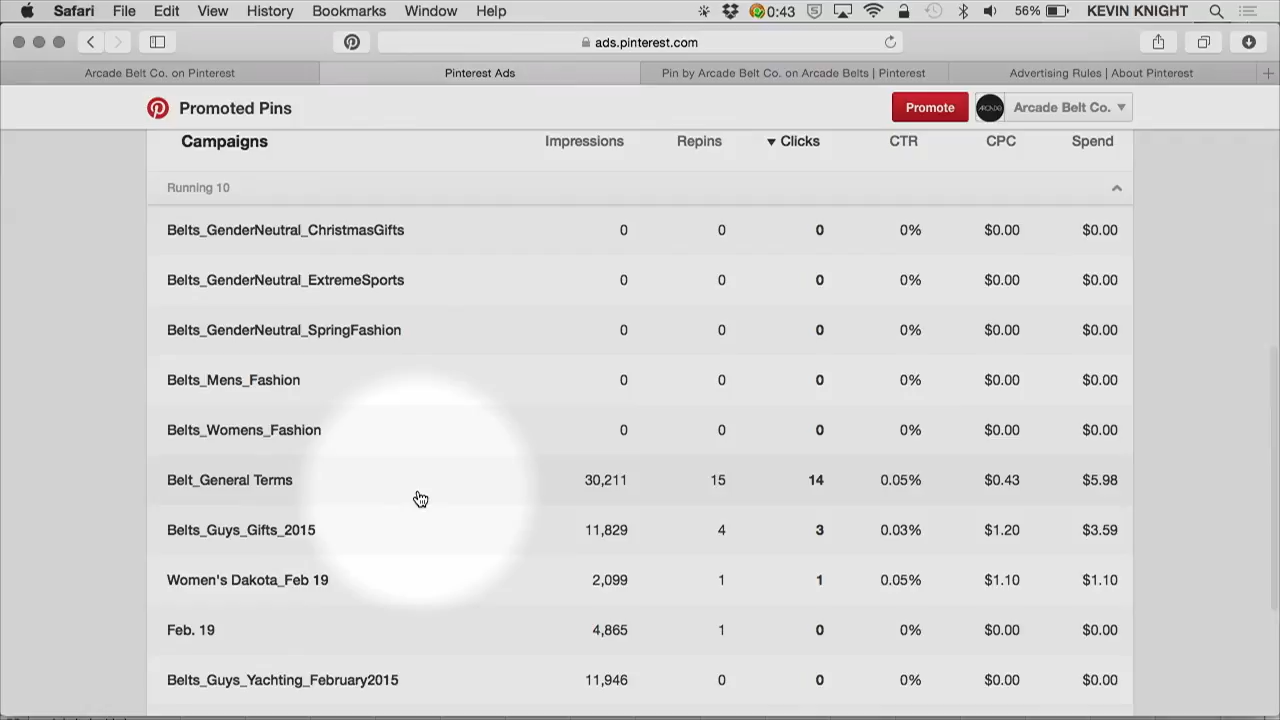 Safari File Edit View History Bookmarks Window Help 0:43 56% KEVIN KNIGHT
ads.pinterest.com
Arcade Belt Co. on Pinterest Pinterest Ads Pin by Arcade Belt Co. on Arcade Belts | Pinterest Advertising Rules | About Pinterest
Promoted Pins Promote ARCADE Arcade Belt Co.
Campaigns Impressions Repins Clicks CTR CPC Spend
Running 10
Belts_GenderNeutral_ChristmasGifts 0 0 0 0% $0.00 $0.00
Belts_GenderNeutral_ExtremeSports 0 0 0 0% $0.00 $0.00
Belts_GenderNeutral_SpringFashion 0 0 0 0% $0.00 $0.00
Belts_Mens_Fashion 0 0 0 0% $0.00 $0.00
Belts_Womens_Fashion 0 0 0 0% $0.00 $0.00
Belt_General Terms 30,211 15 14 0.05% $0.43 $5.98
Belts_Guys_Gifts_2015 11,829 4 3 0.03% $1.20 $3.59
Women's Dakota_Feb 19 2,099 1 1 0.05% $1.10 $1.10
Feb. 19 4,865 1 0 0% $0.00 $0.00
Belts_Guys_Yachting_February2015 11,946 0 0 0% $0.00 $0.00